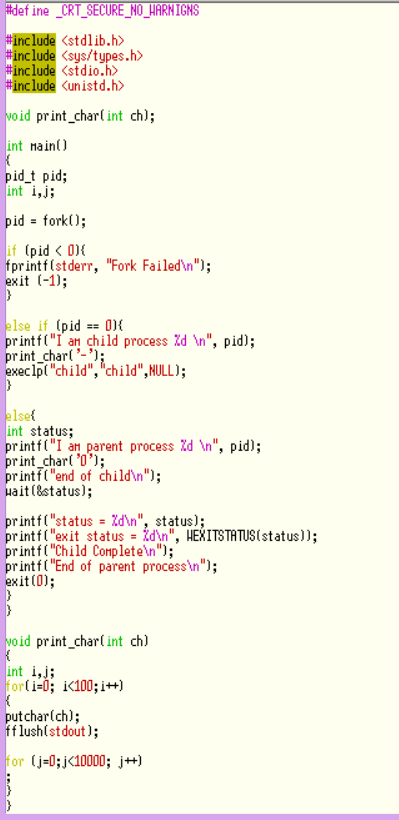 #define _CRT_SECURE_NO_WARNIGNS
#include <stdlib.h>
#include <sys/types.h>
#include <stdio.h>
#include <unistd.h>
void print_char(int ch);
int main()
{
pid_t pid;
int i,j;
pid = fork();
if (pid < 0){
fprintf(stderr, "Fork Failed\n");
exit (-1);
}
else if (pid == 0){
printf("I am child process %d \n", pid);
print_char('-');
execlp("child","child",NULL);
}
else{
int status;
printf("I am parent process %d \n", pid);
print_char('0');
printf("end of child\n");
wait(&status);
printf("status = %d\n", status);
printf("exit status = %d\n", WEXITSTATUS(status));
printf("Child Complete\n");
printf("End of parent process\n");
exit(0);
}
}
void print_char(int ch)
{
int i,j;
for(i=0; i<100;i++)
{
putchar(ch);
fflush(stdout);
for (j=0;j<10000; j++)
;
}
}